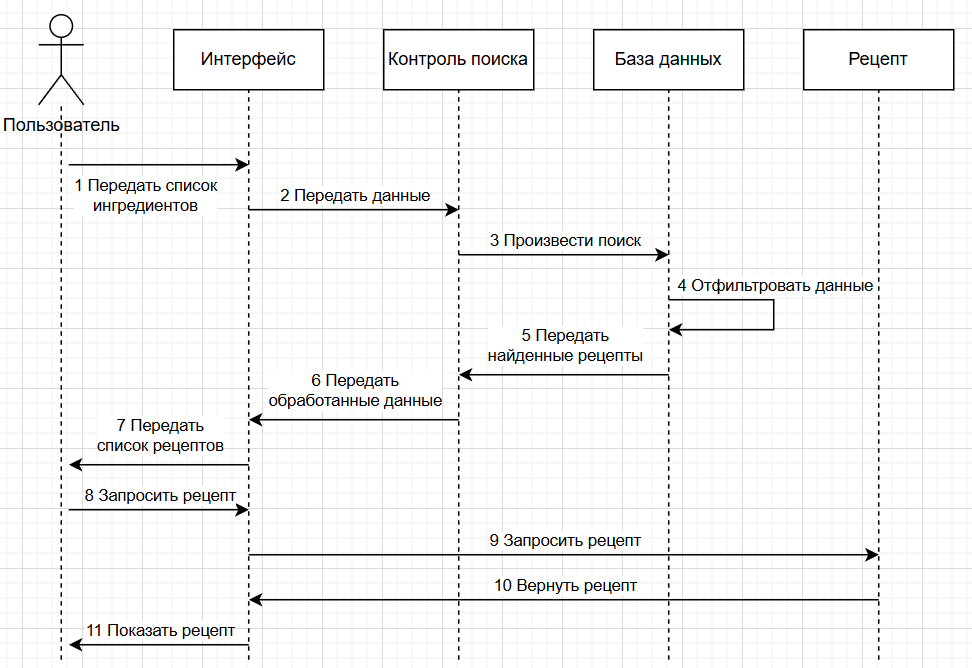 Пользователь
Интерфейс
Контроль поиска
База данных
Рецепт
1 Передать список
ингредиентов
2 Передать данные
3 Произвести поиск
4 Отфильтровать данные
5 Передать
найденные рецепты
6 Передать
обработанные данные
7 Передать
список рецептов
8 Запросить рецепт
9 Запросить рецепт
10 Вернуть рецепт
11 Показать рецепт